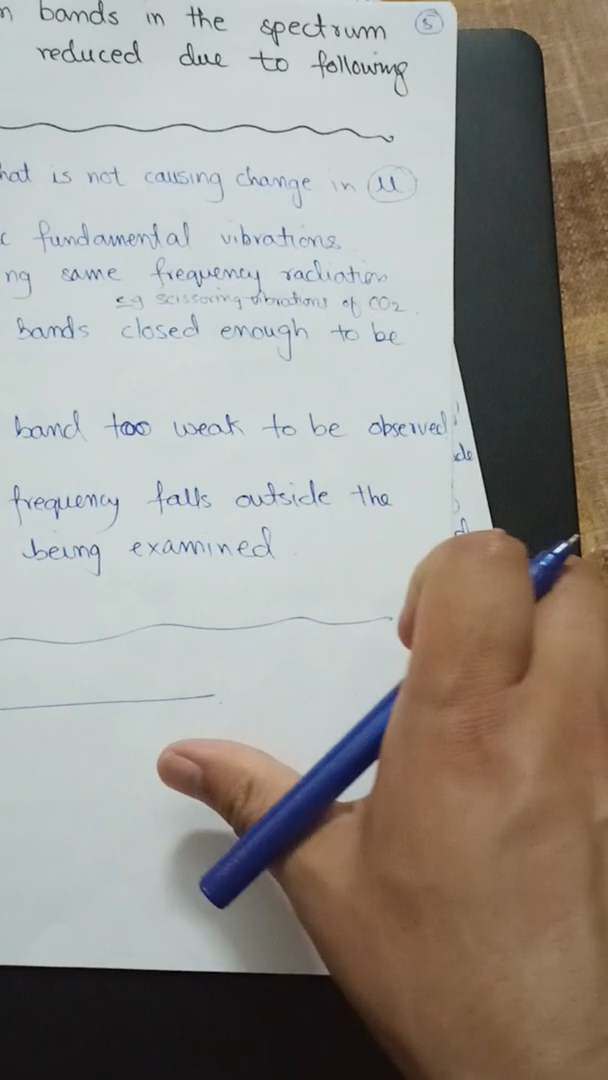 bands in the spectrum 5
reduced due to following
is not causing change in μ
fundamental vibrations
same frequency radiation
eg scissoring vibrations of CO2
bands closed enough to be
band too weak to be observed
frequency falls outside the
being examined